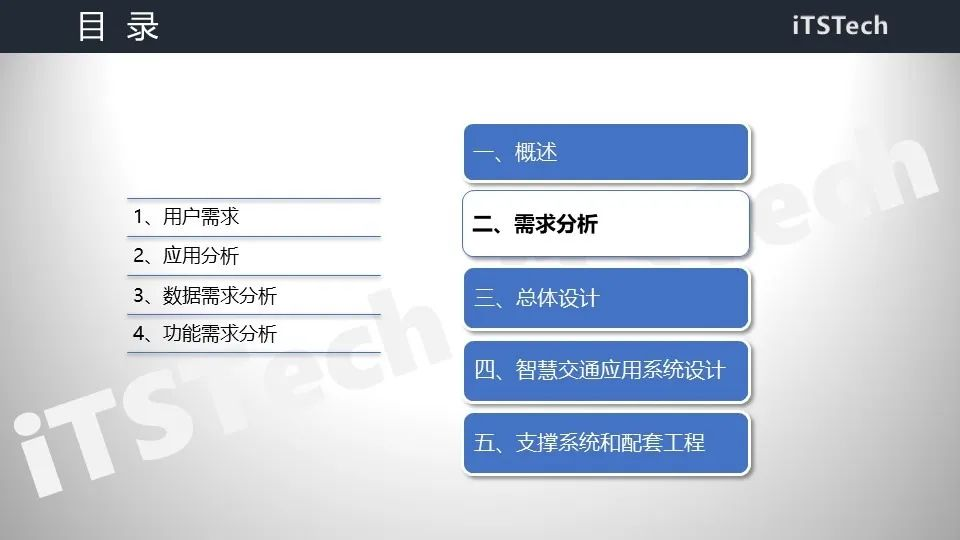 目 录
iTSTech
1、用户需求
2、应用分析
3、数据需求分析
4、功能需求分析
一、概述
二、需求分析
三、总体设计
四、智慧交通应用系统设计
五、支撑系统和配套工程
iTSTech